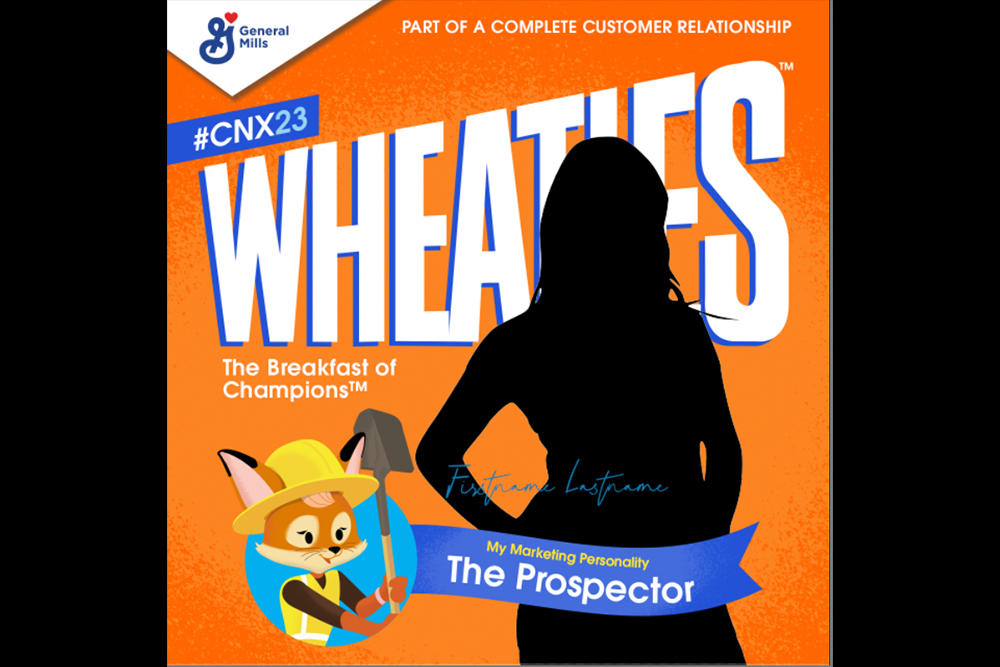 General
Mills
PART OF A COMPLETE CUSTOMER RELATIONSHIP
#CNX23
WHEATIES™
The Breakfast of
Champions™
Firstname Lastname
My Marketing Personality
The Prospector